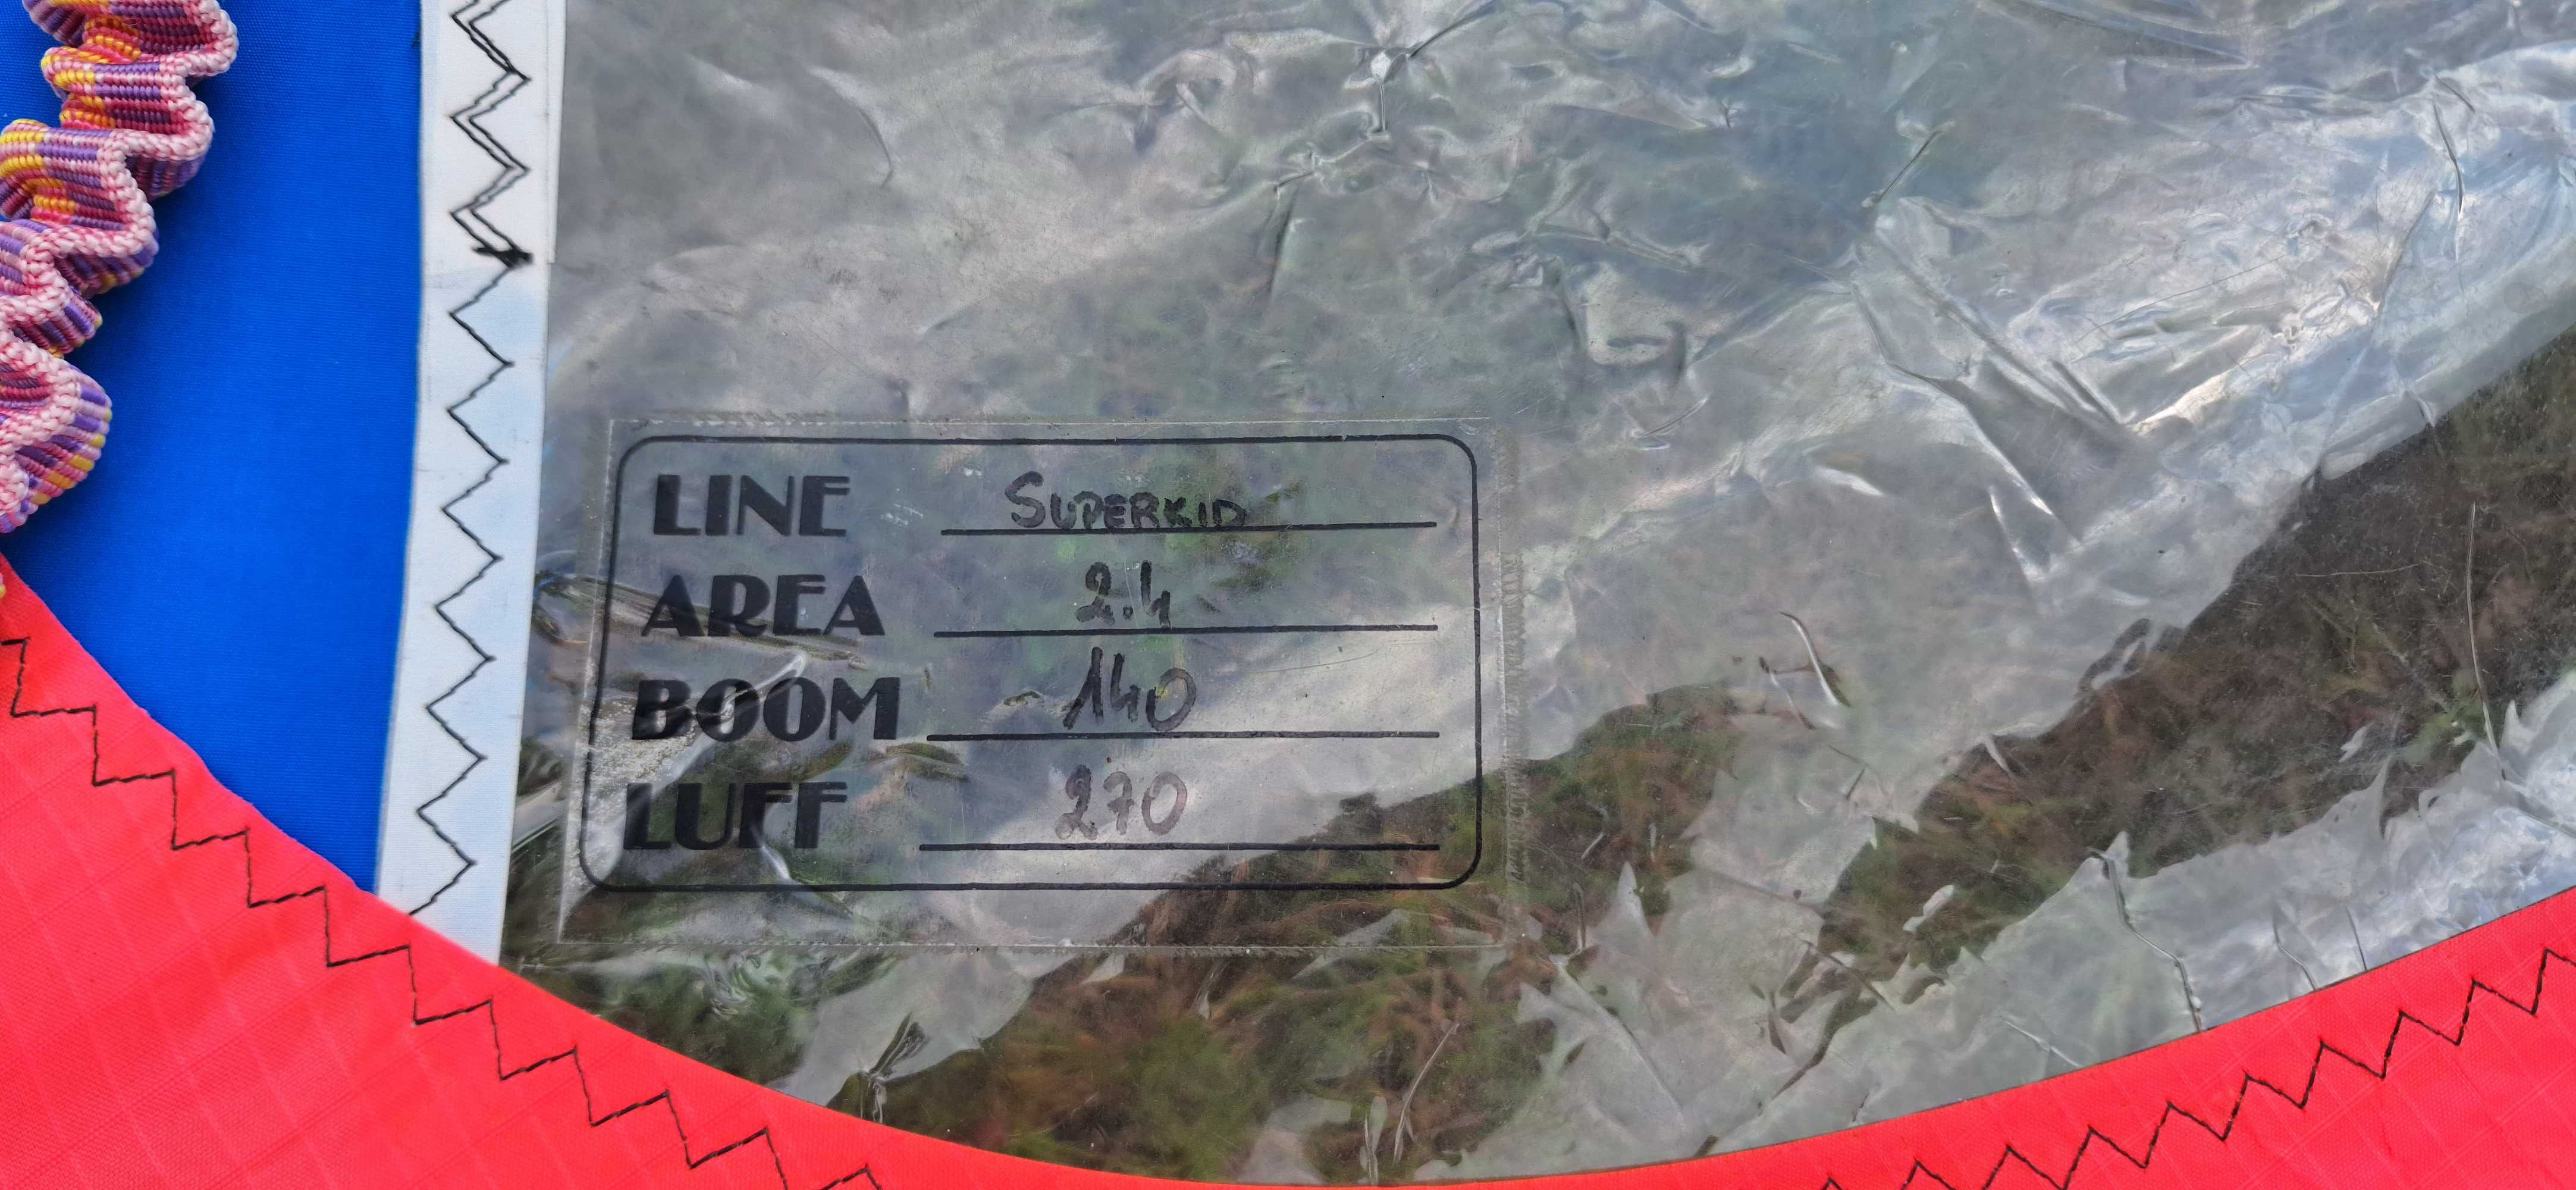 LINE SUPERKID
AREA 2.4
BOOM 140
LUFF 270